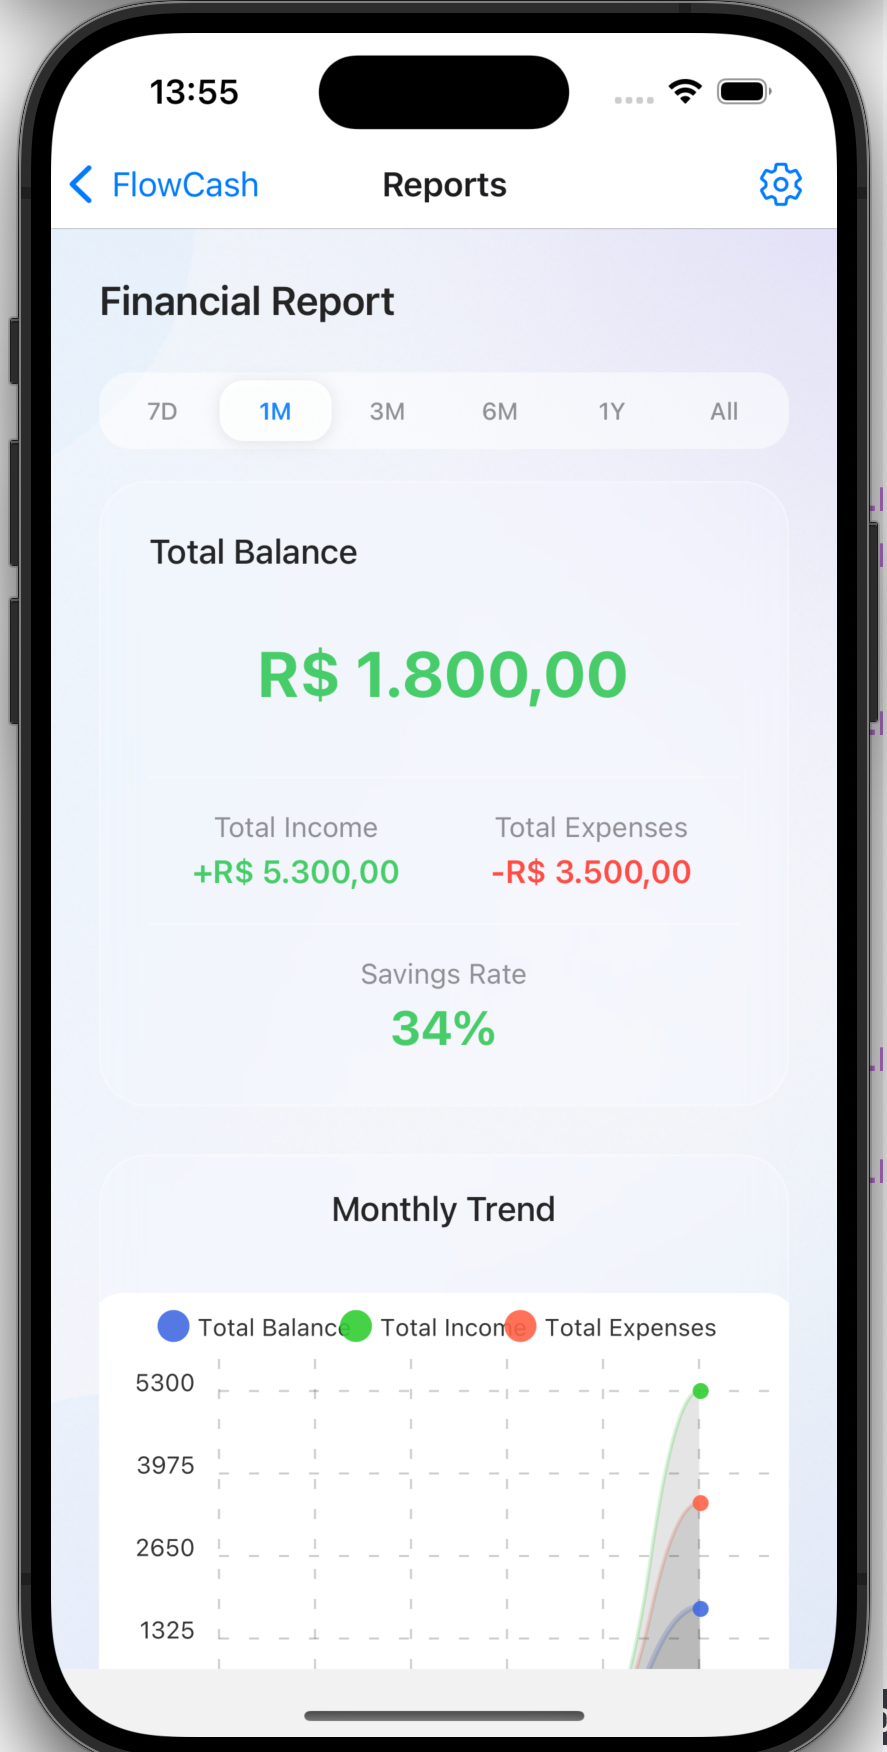 13:55
FlowCash
Reports
Financial Report
7D 1M 3M 6M 1Y All
Total Balance
R$ 1.800,00
Total Income Total Expenses
+R$ 5.300,00 -R$ 3.500,00
Savings Rate
34%
Monthly Trend
Total Balance Total Income Total Expenses
5300
3975
2650
1325